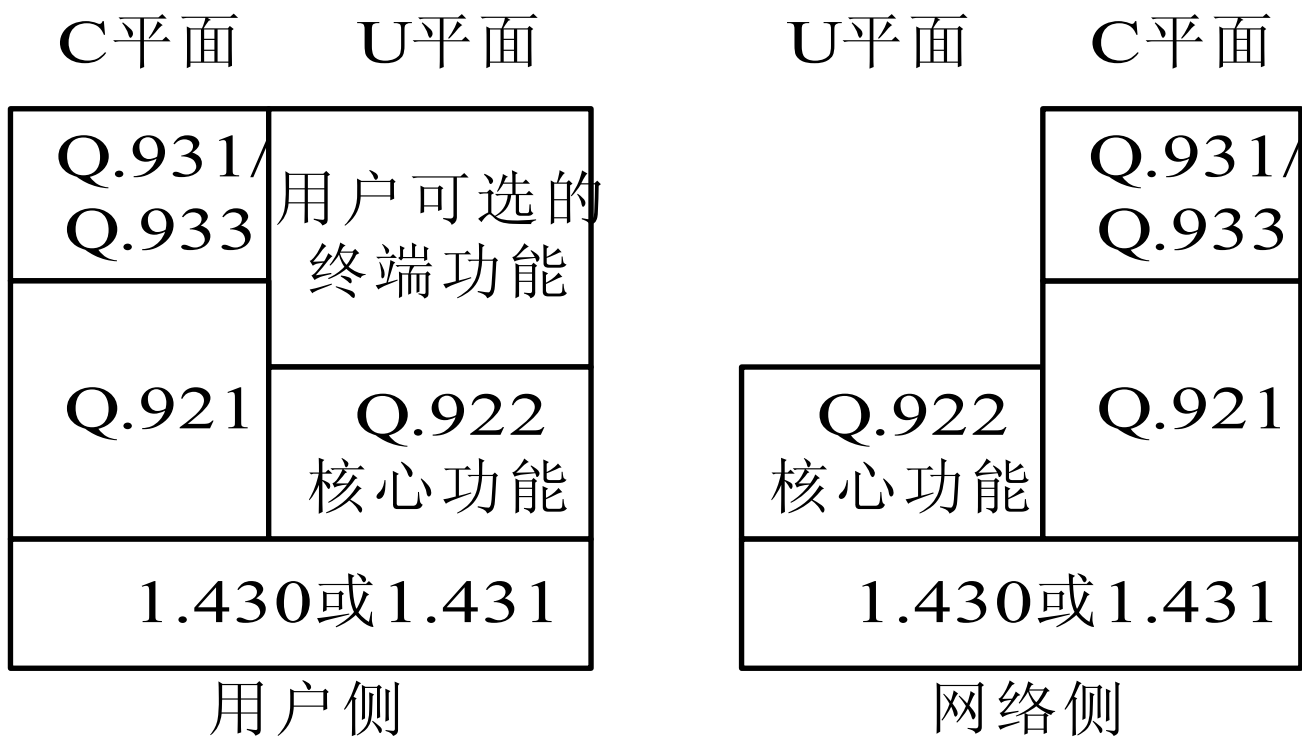 C平面 U平面 U平面 C平面
Q.931/
Q.933
用户可选的
终端功能
Q.921
Q.922
核心功能
1.430或1.431
用户侧
Q.931/
Q.933
Q.922
核心功能
Q.921
1.430或1.431
网络侧